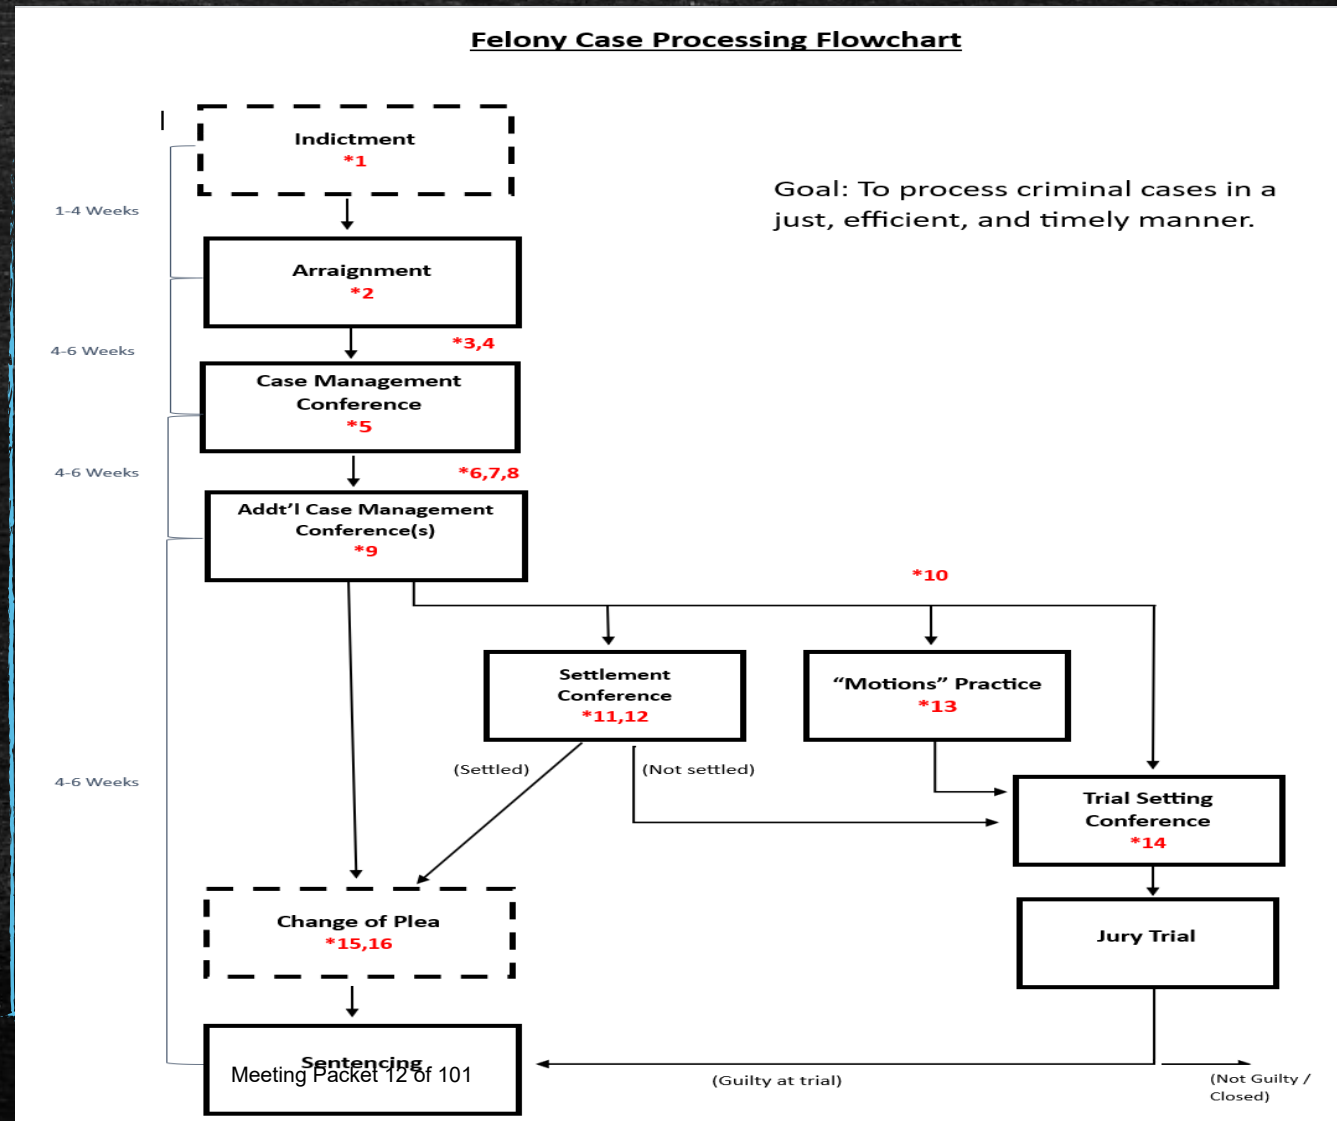 Felony Case Processing Flowchart
Indictment
*1
1-4 Weeks
Goal: To process criminal cases in a
just, efficient, and timely manner.
Arraignment
*2
4-6 Weeks
*3,4
Case Management
Conference
*5
4-6 Weeks
*6,7,8
Addt’l Case Management
Conference(s)
*9
*10
Settlement
Conference
*11,12
“Motions” Practice
*13
4-6 Weeks
(Settled)
(Not settled)
Trial Setting
Conference
*14
Change of Plea
*15,16
Jury Trial
Sentencing
Meeting Packet 12 of 101
(Guilty at trial)
(Not Guilty /
Closed)